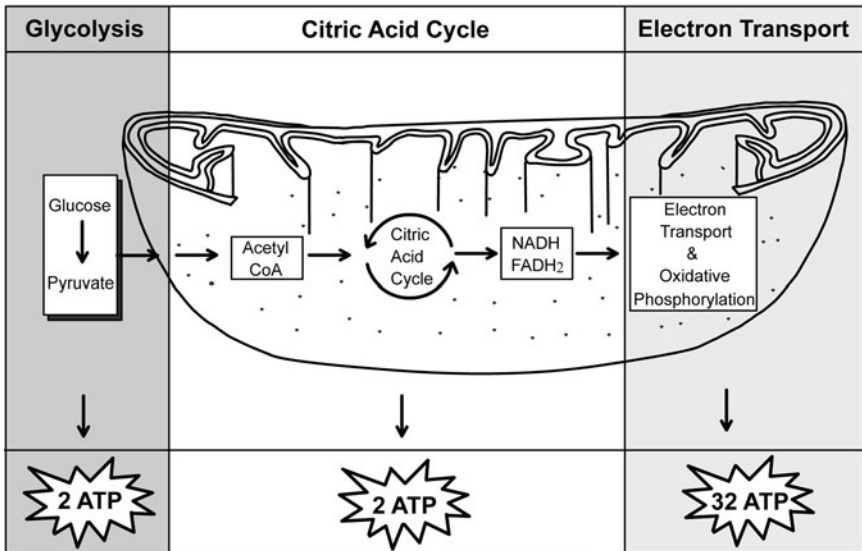 Glycolysis
Citric Acid Cycle
Electron Transport
Glucose
Pyruvate
Acetyl
CoA
Citric
Acid
Cycle
NADH
FADH2
Electron
Transport
&
Oxidative
Phosphorylation
2 ATP
2 ATP
32 ATP